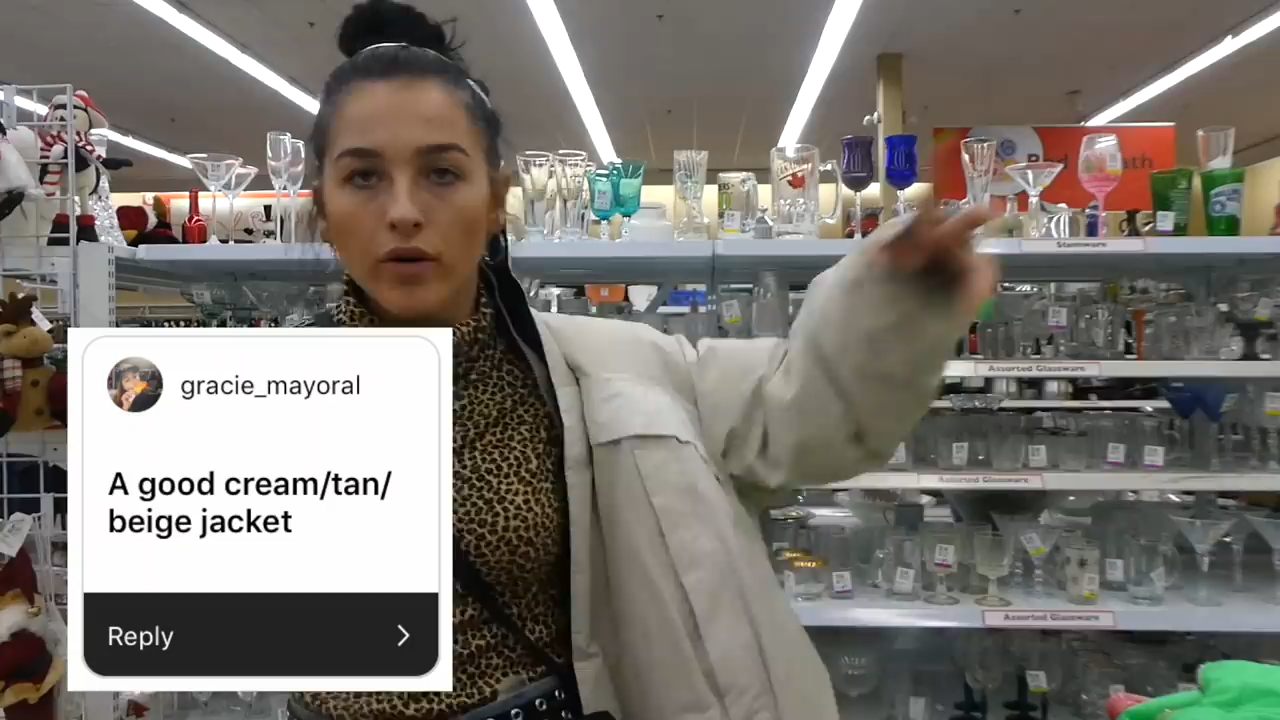 gracie_mayoral
A good cream/tan/
beige jacket
Reply
Stemware
Assorted Glassware
Assorted Glassware
Assorted Glassware